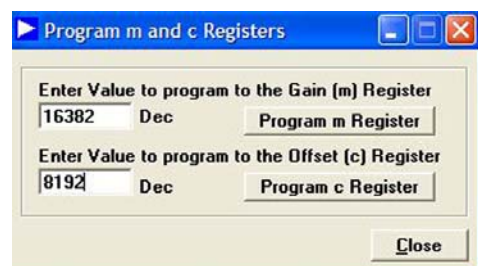 Program m and c Registers
Enter Value to program to the Gain (m) Register
16382 Dec Program m Register
Enter Value to program to the Offset (c) Register
8192 Dec Program c Register
Close